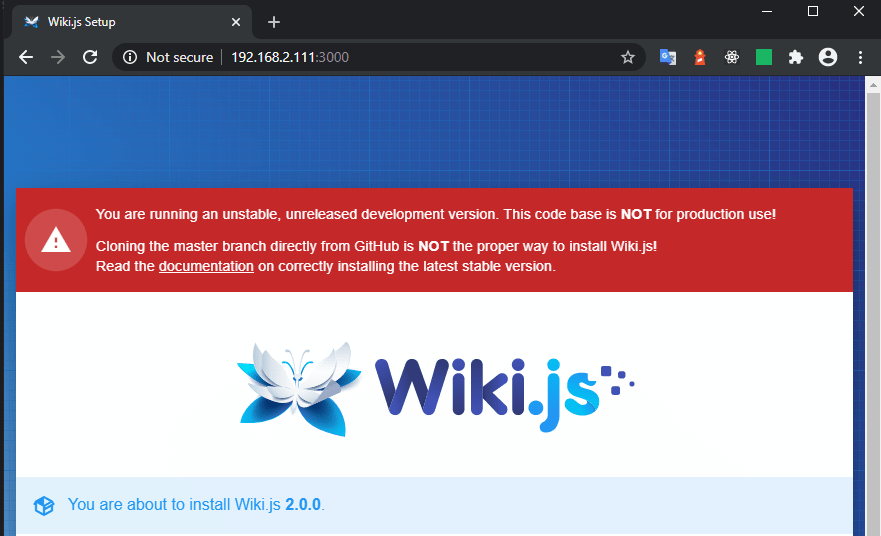 Wiki.js Setup
Not secure | 192.168.2.111:3000
You are running an unstable, unreleased development version. This code base is NOT for production use!
Cloning the master branch directly from GitHub is NOT the proper way to install Wiki.js!
Read the documentation on correctly installing the latest stable version.
Wiki.js
You are about to install Wiki.js 2.0.0.